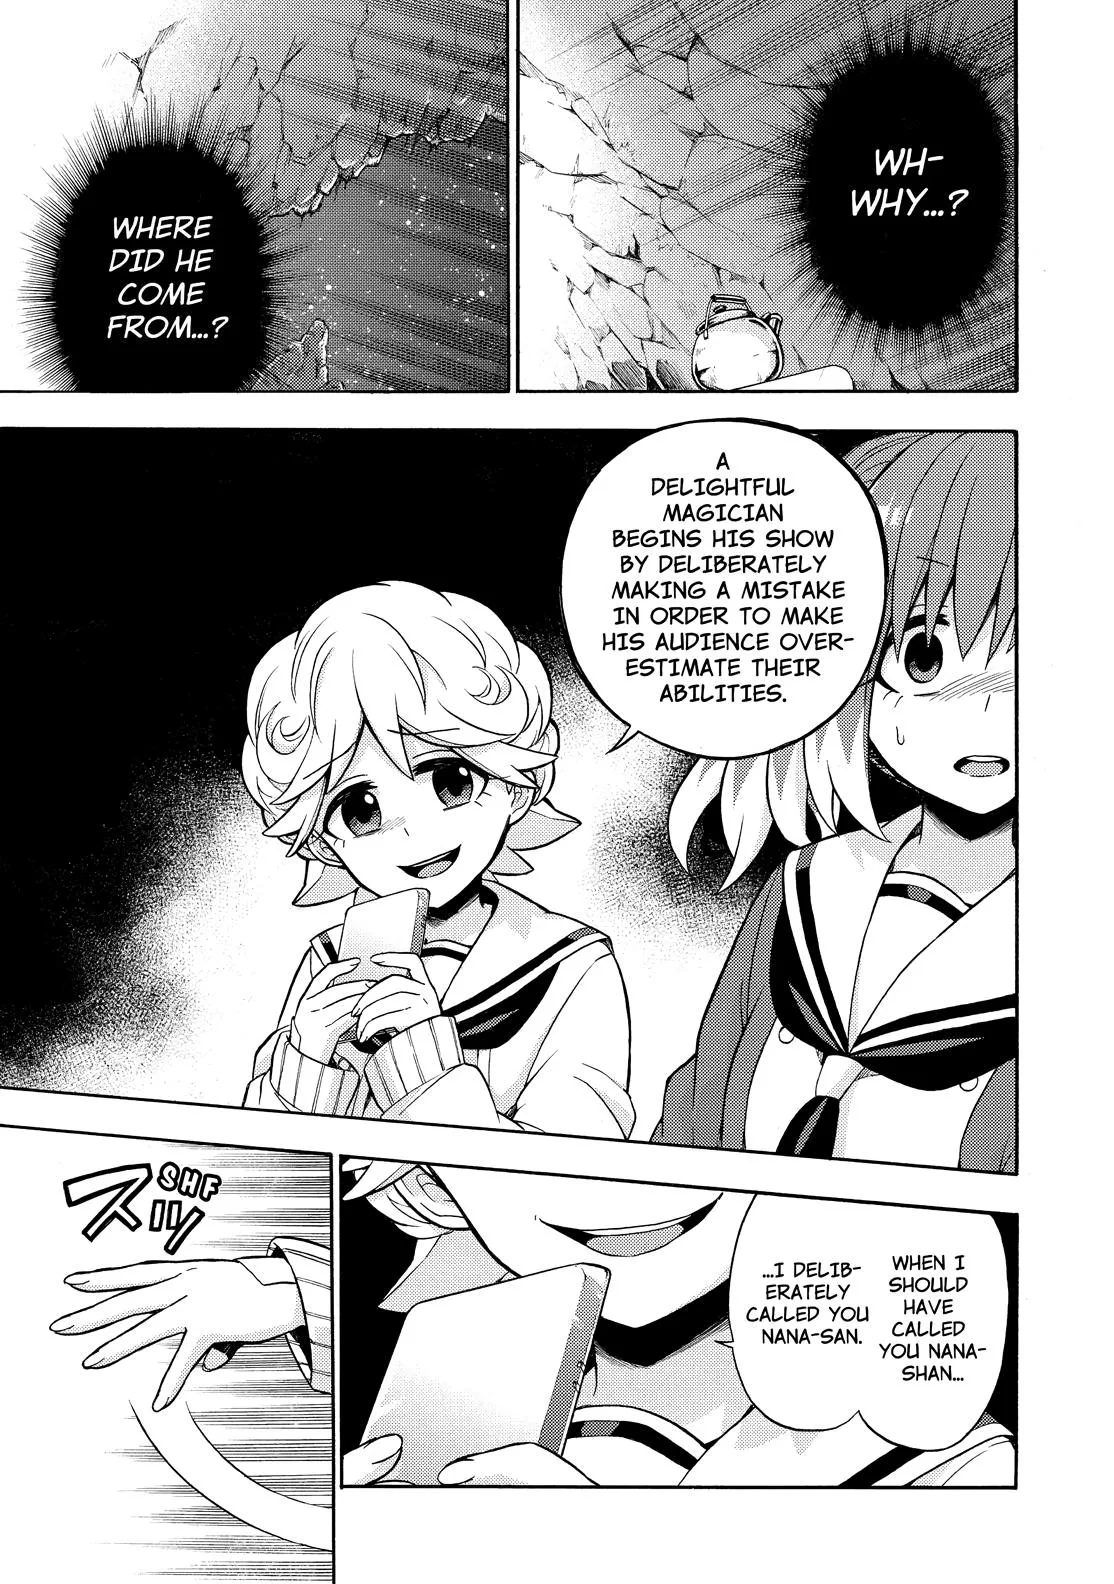 WH-
WHY...?
WHERE
DID HE
COME
FROM...?
A
DELIGHTFUL
MAGICIAN
BEGINS HIS SHOW
BY DELIBERATELY
MAKING A MISTAKE
IN ORDER TO MAKE
HIS AUDIENCE OVER-
ESTIMATE THEIR
ABILITIES.
WHEN I
SHOULD
HAVE
CALLED
YOU NANA-
SHAN...
...I DELIB-
ERATELY
CALLED YOU
NANA-SAN.
SHF
スッ